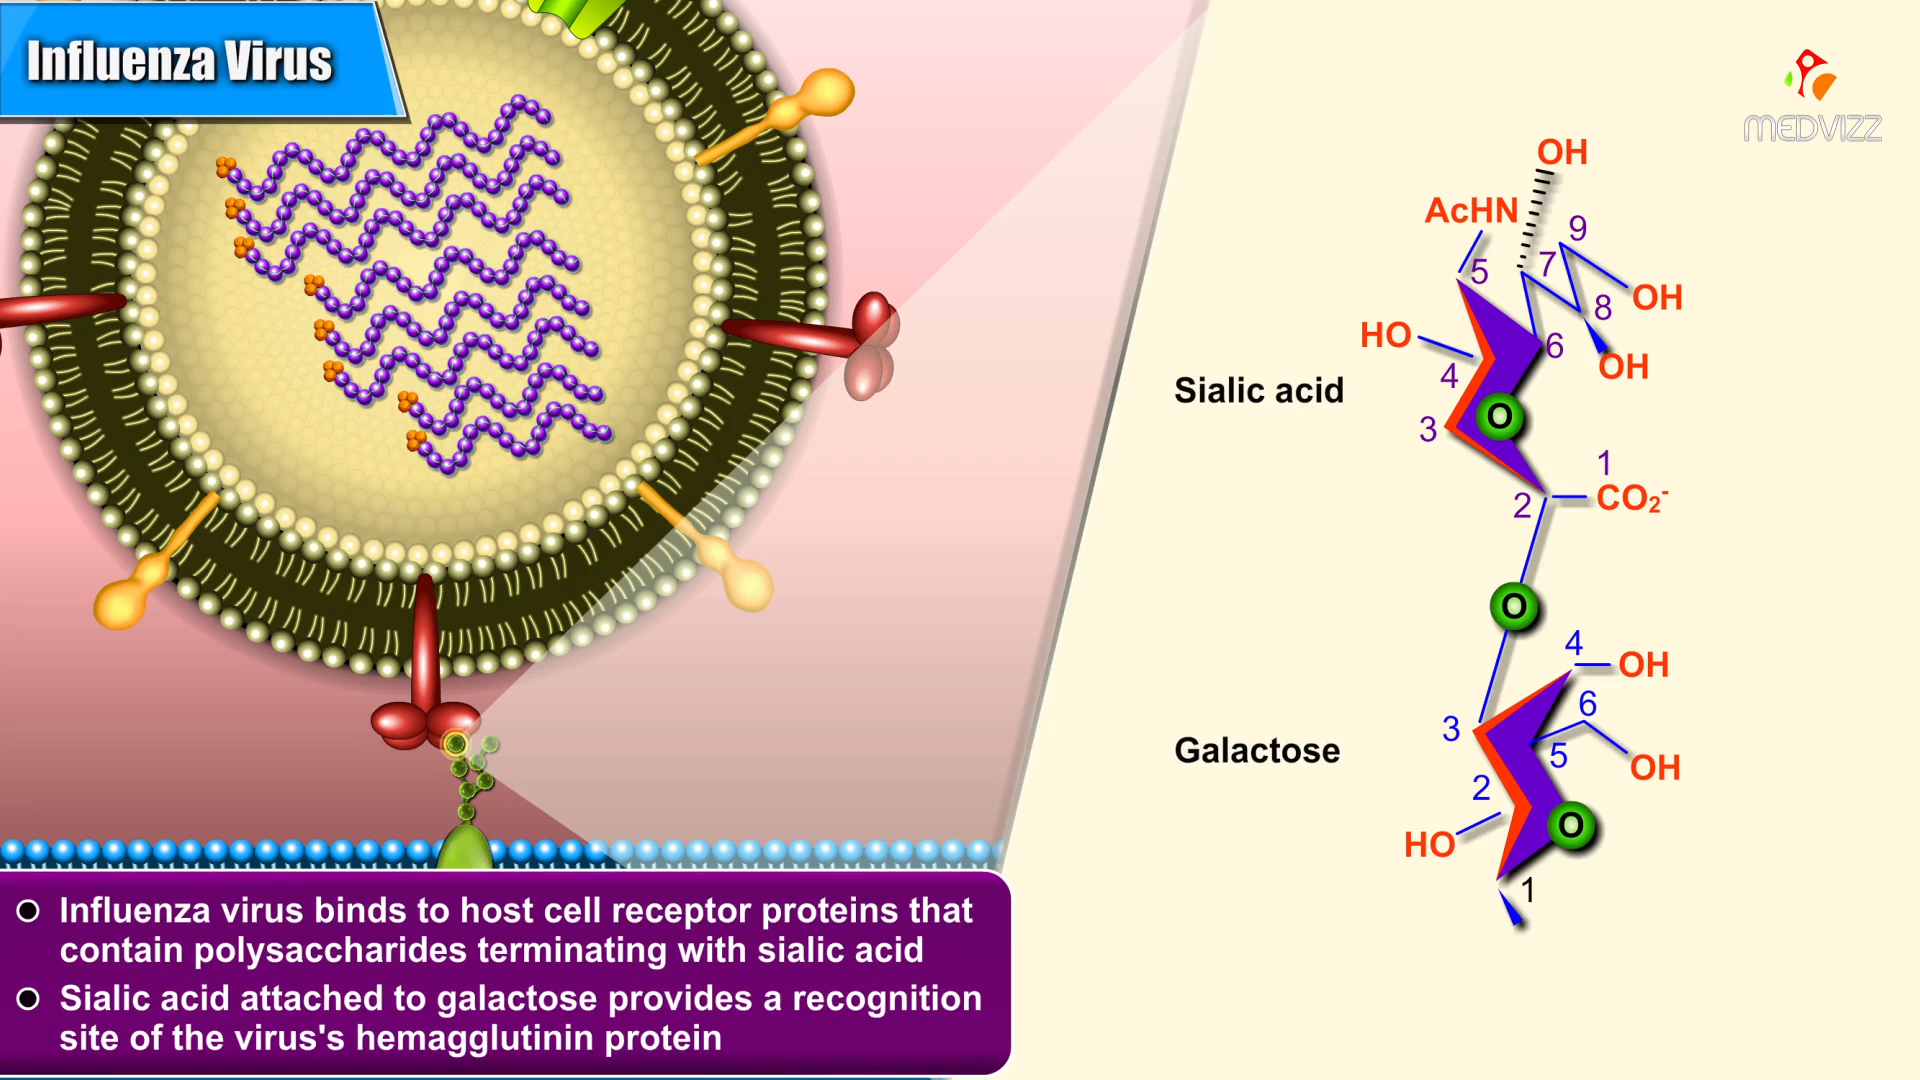 Influenza Virus
MEDVIZZ
OH
AcHN
9
5
7
OH
8
HO
6
OH
4
Sialic acid
O
3
1
CO₂⁻
2
O
4
OH
6
3
Galactose
5
OH
2
O
HO
1
Influenza virus binds to host cell receptor proteins that
contain polysaccharides terminating with sialic acid
Sialic acid attached to galactose provides a recognition
site of the virus's hemagglutinin protein